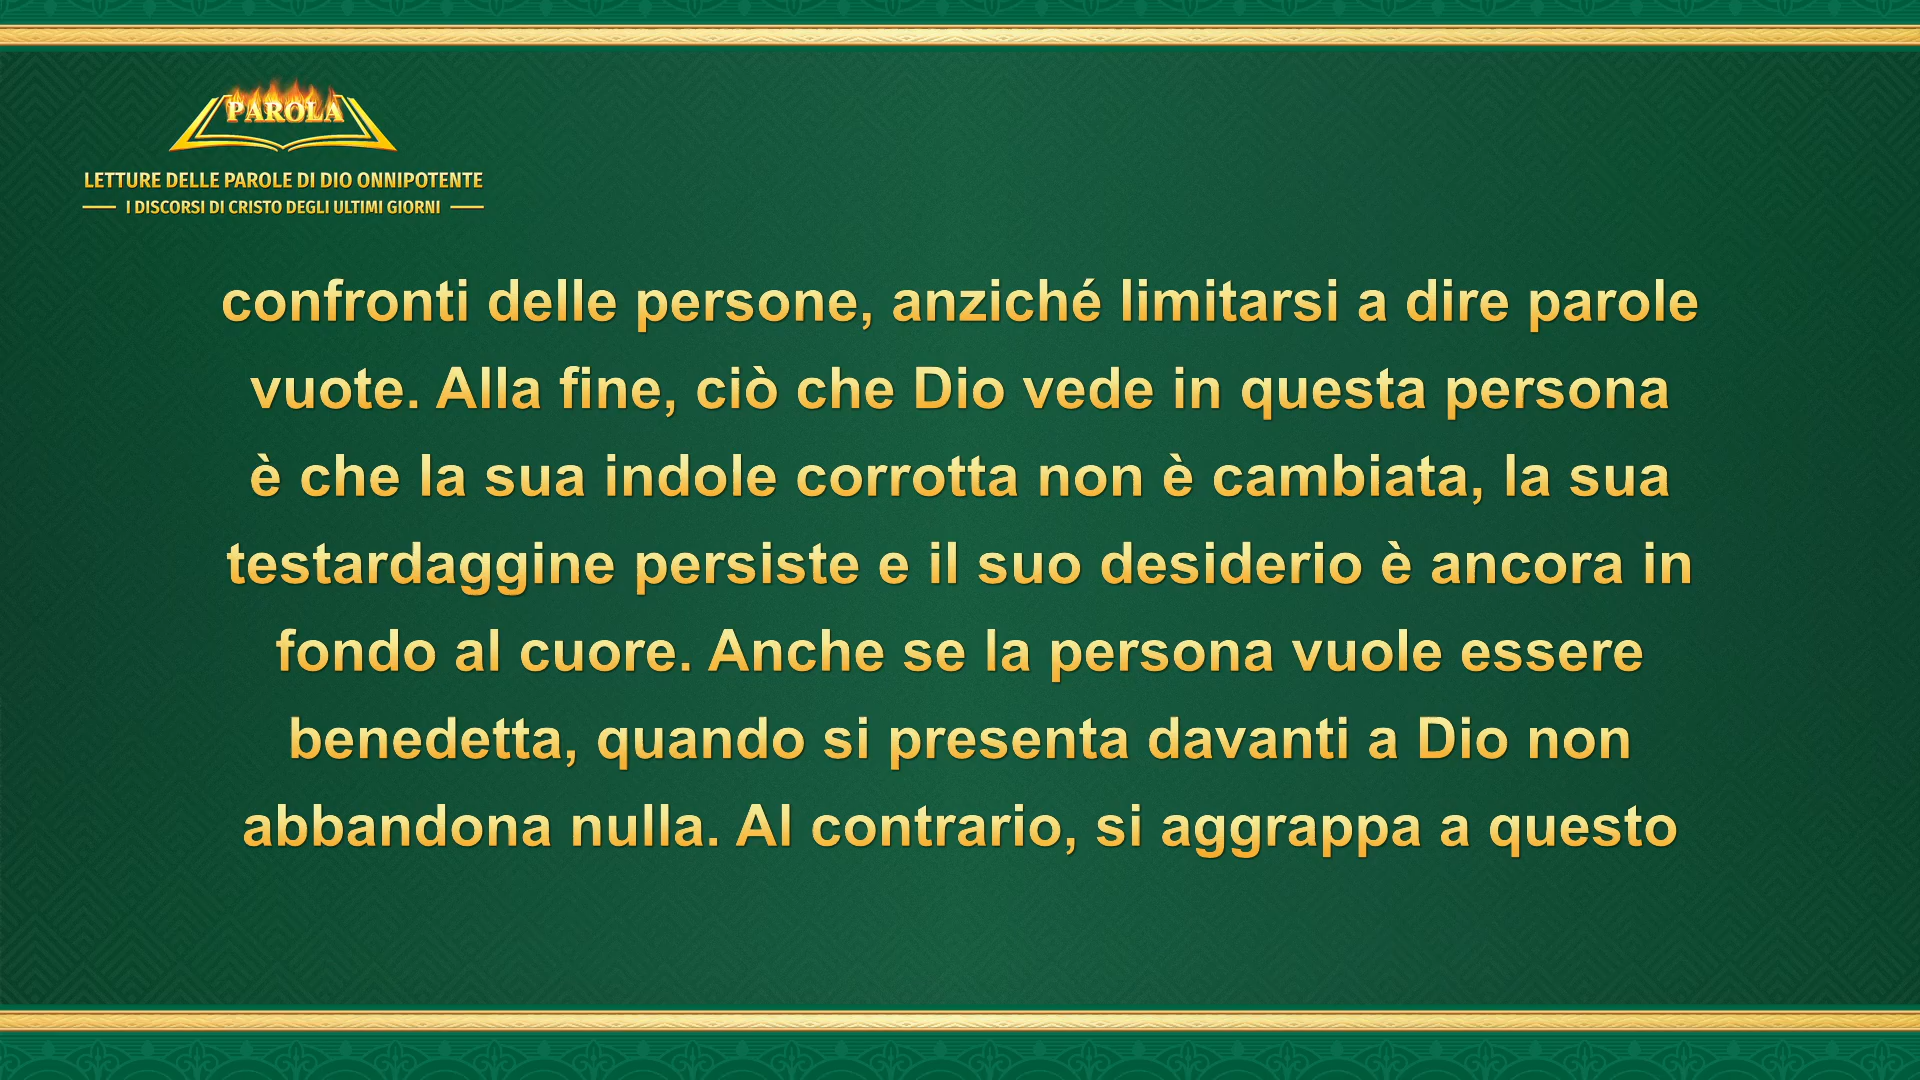 PAROLA
LETTURE DELLE PAROLE DI DIO ONNIPOTENTE
I DISCORSI DI CRISTO DEGLI ULTIMI GIORNI
confronti delle persone, anziché limitarsi a dire parole
vuote. Alla fine, ciò che Dio vede in questa persona
è che la sua indole corrotta non è cambiata, la sua
testardaggine persiste e il suo desiderio è ancora in
fondo al cuore. Anche se la persona vuole essere
benedetta, quando si presenta davanti a Dio non
abbandona nulla. Al contrario, si aggrappa a questo